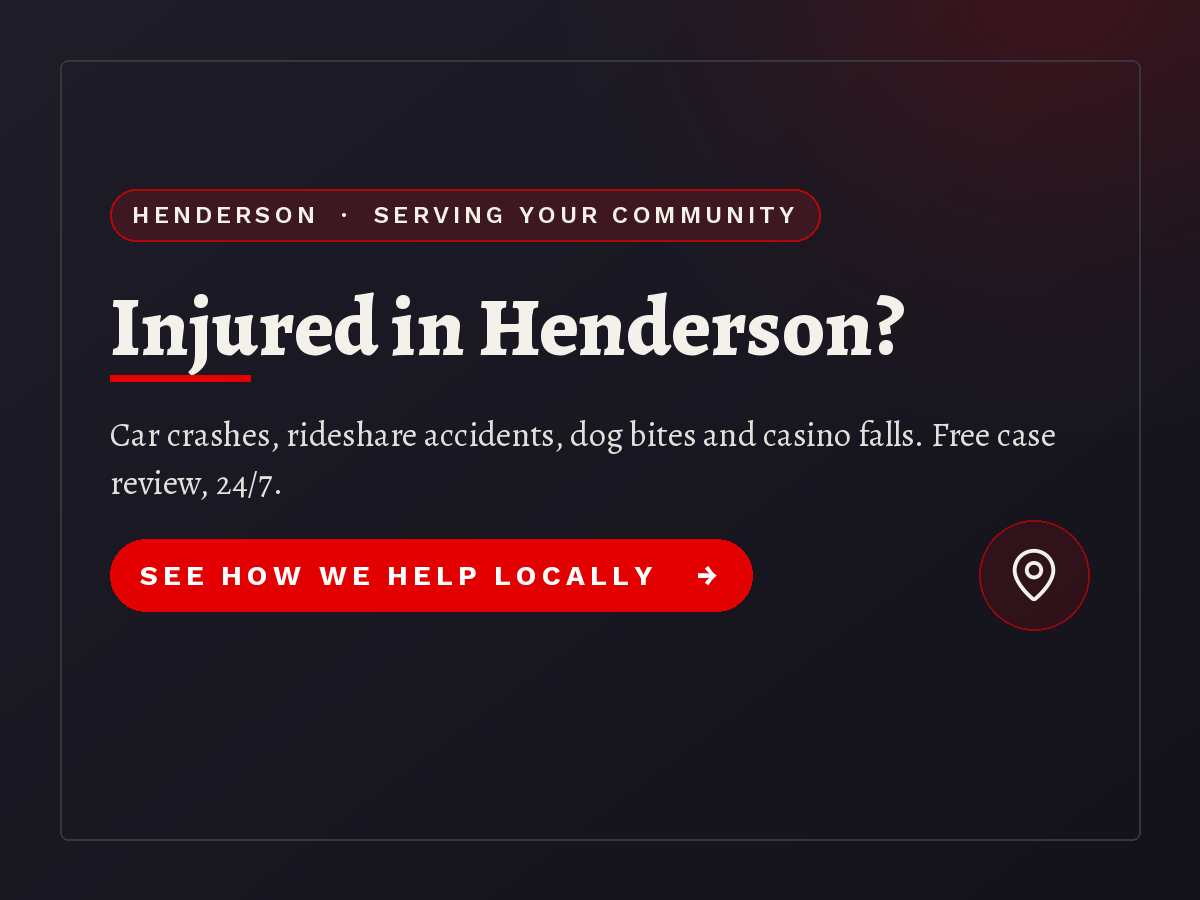 HENDERSON · SERVING YOUR COMMUNITY
Injured in Henderson?
Car crashes, rideshare accidents, dog bites and casino falls. Free case
review, 24/7.
SEE HOW WE HELP LOCALLY →